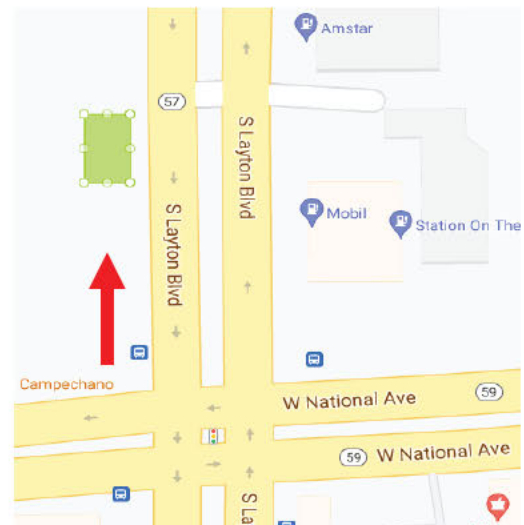 Amstar
57
S Layton Blvd
S Layton Blvd
Mobil
Station On The
Campechano
W National Ave
59
59
W National Ave
S La